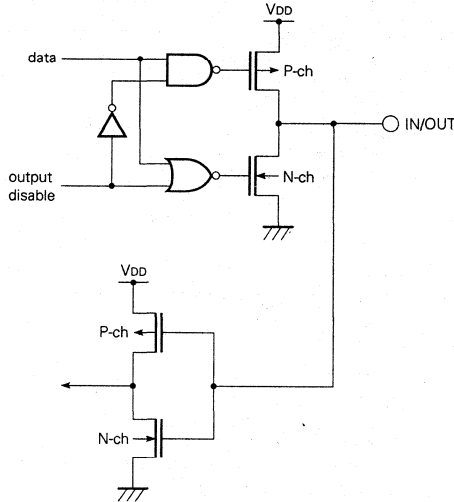 VDD
data
P-ch
IN/OUT
output
disable
N-ch
VDD
P-ch
N-ch